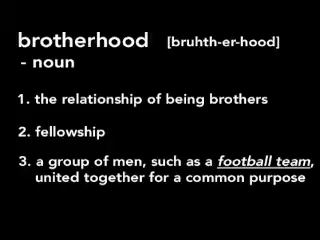 brotherhood [bruhth-er-hood]
- noun
1. the relationship of being brothers
2. fellowship
3. a group of men, such as a football team,
united together for a common purpose